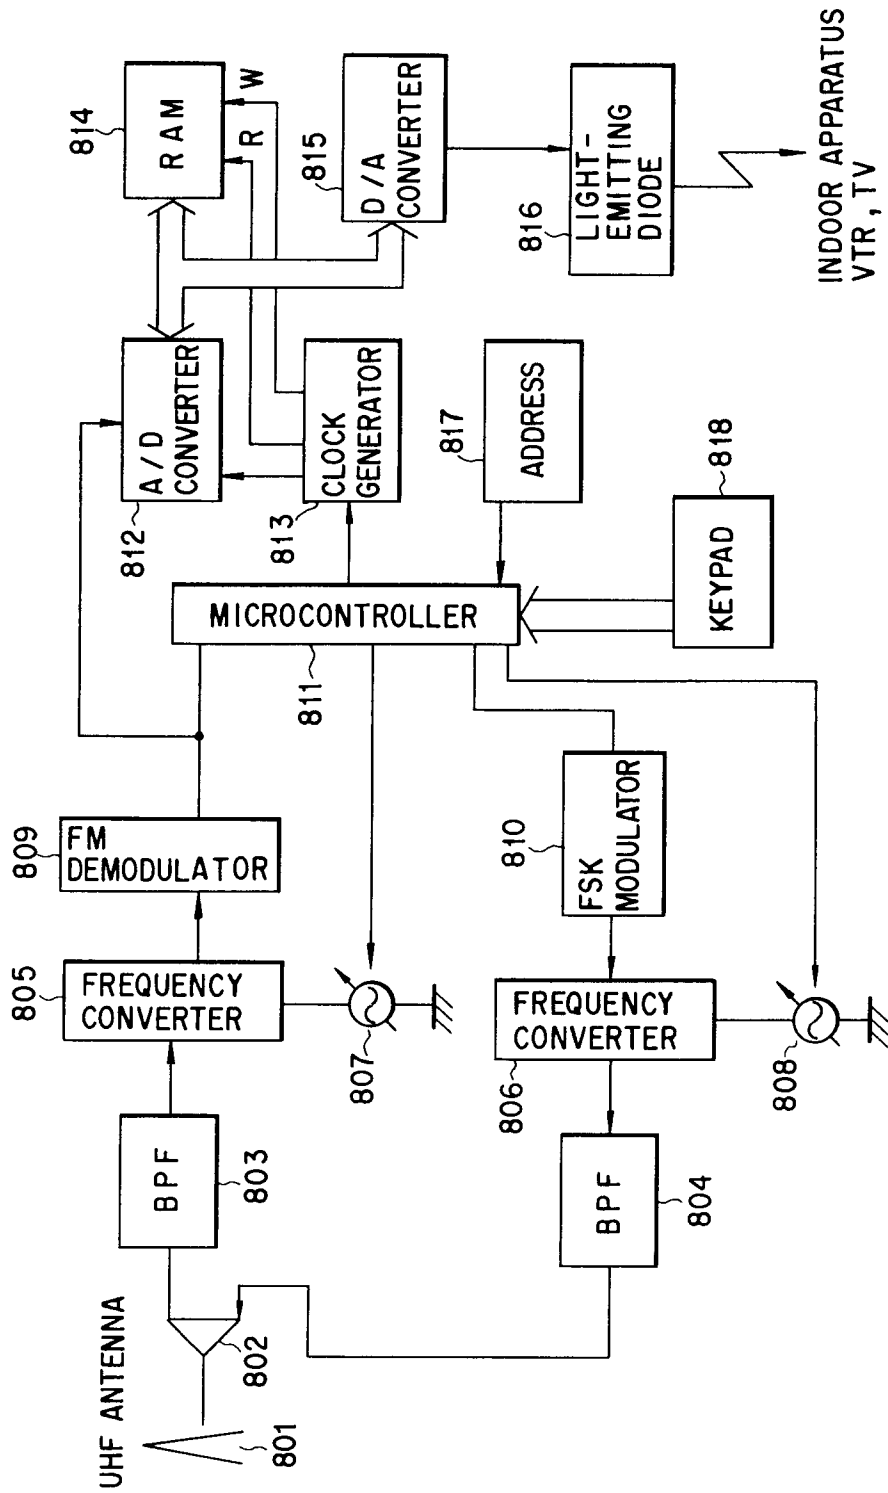 UHF ANTENNA
801
802
BPF
803
FREQUENCY
CONVERTER
805
FM
DEMODULATOR
809
807
MICROCONTROLLER
811
A/D
CONVERTER
812
CLOCK
GENERATOR
813
RAM
814
R
W
D/A
CONVERTER
815
LIGHT-
EMITTING
DIODE
816
INDOOR APPARATUS
VTR, TV
ADDRESS
817
KEYPAD
818
FSK
MODULATOR
810
FREQUENCY
CONVERTER
806
808
BPF
804